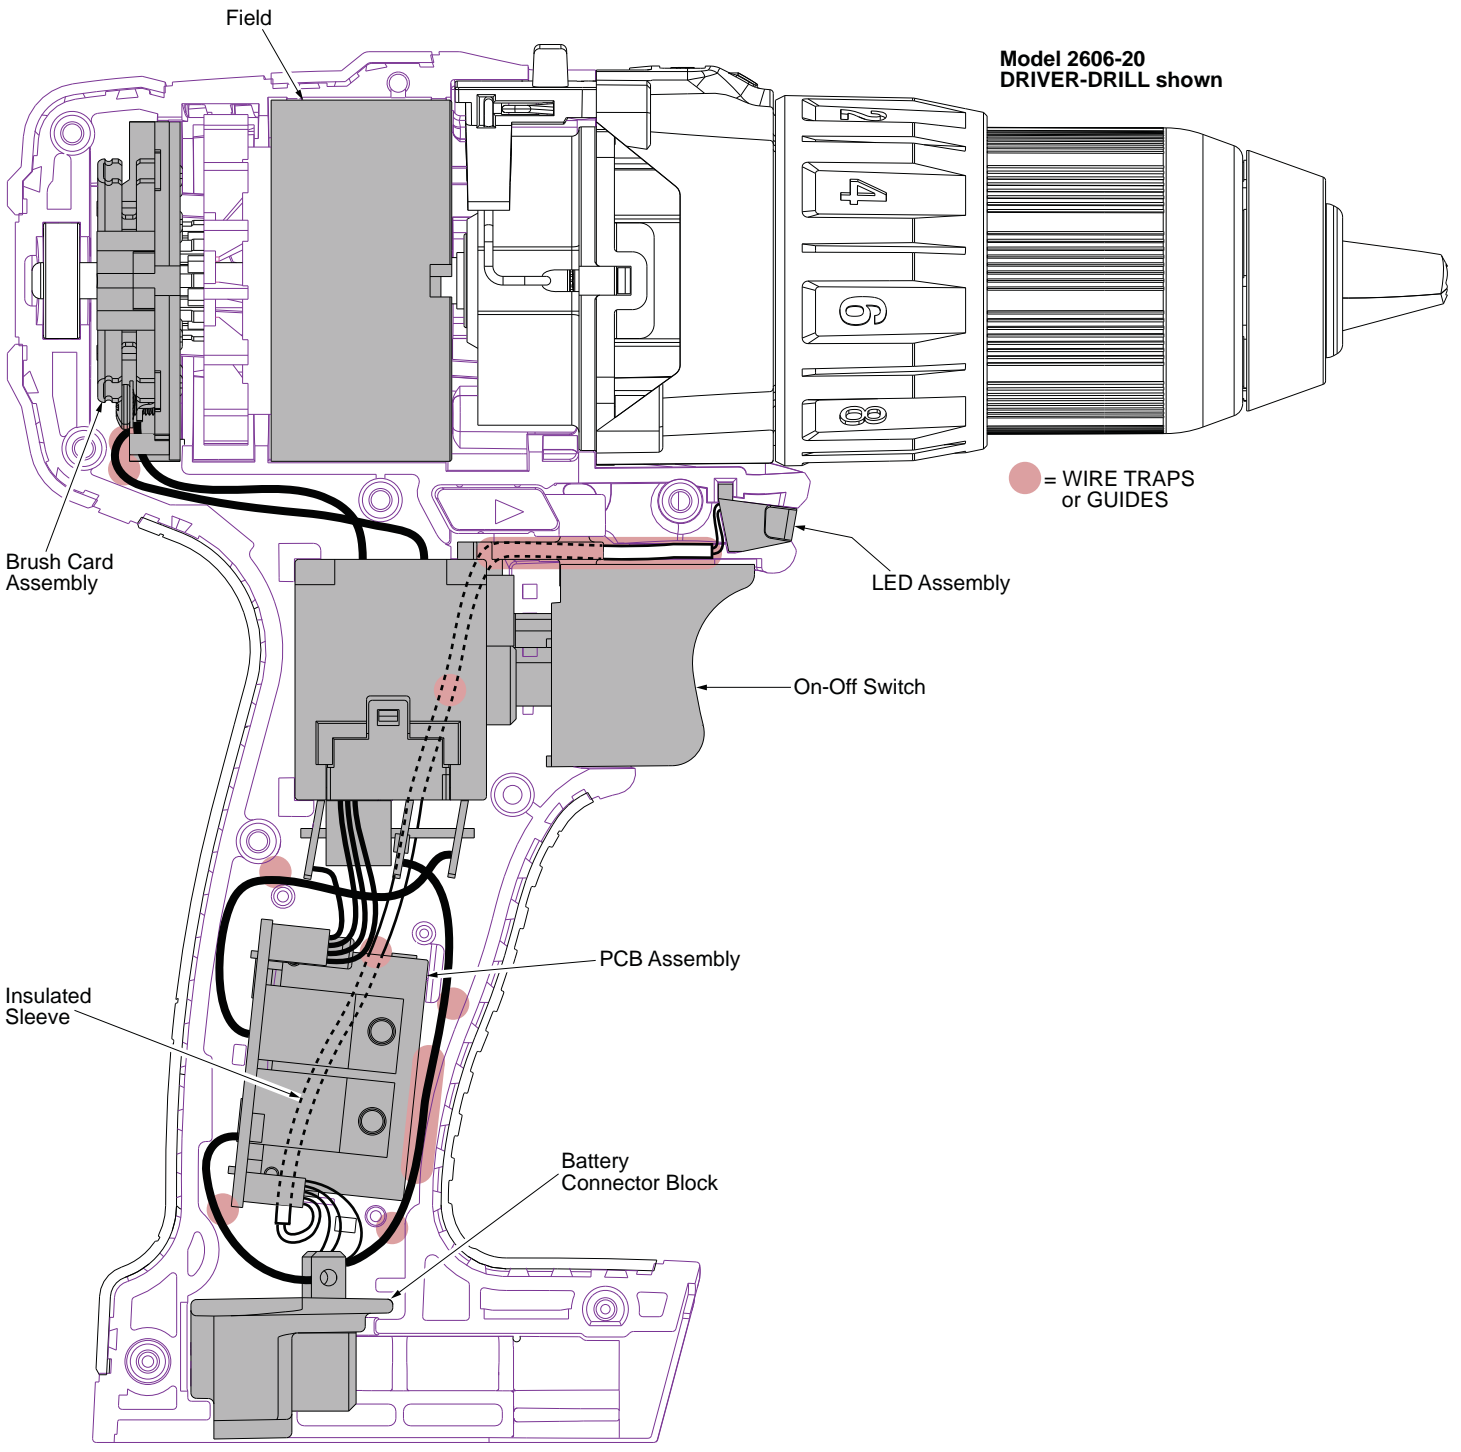 Field
Model 2606-20
DRIVER-DRILL shown
2
4
6
8
= WIRE TRAPS
or GUIDES
Brush Card
Assembly
LED Assembly
On-Off Switch
PCB Assembly
Insulated
Sleeve
Battery
Connector Block